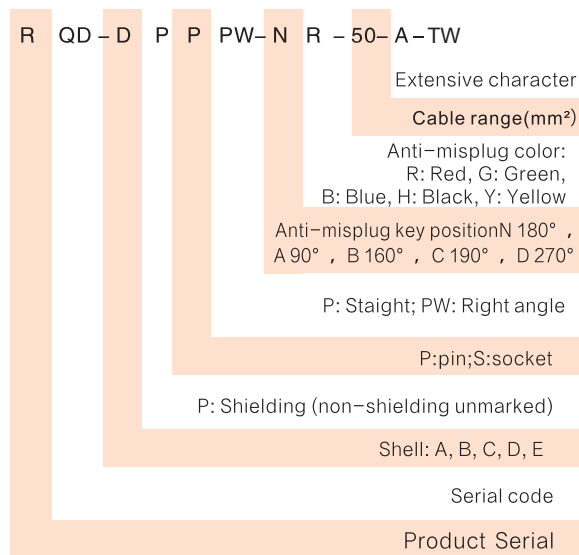 R QD-D P P PW-N R-50-A-TW
Extensive character
Cable range(mm²)
Anti-misplug color:
R: Red, G: Green,
B: Blue, H: Black, Y: Yellow
Anti-misplug key positionN 180° ,
A 90° , B 160° , C 190° , D 270°
P: Staight; PW: Right angle
P:pin;S:socket
P: Shielding (non-shielding unmarked)
Shell: A, B, C, D, E
Serial code
Product Serial